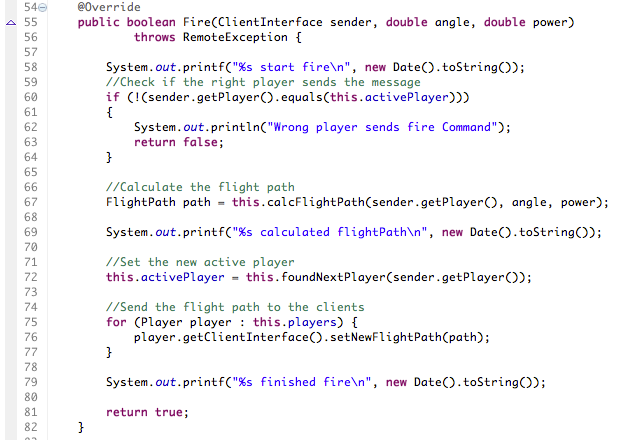 54 @Override
55 public boolean Fire(ClientInterface sender, double angle, double power)
56 throws RemoteException {
57
58 System.out.printf("%s start fire\n", new Date().toString());
59 //Check if the right player sends the message
60 if (!(sender.getPlayer().equals(this.activePlayer)))
61 {
62 System.out.println("Wrong player sends fire Command");
63 return false;
64 }
65
66 //Calculate the flight path
67 FlightPath path = this.calcFlightPath(sender.getPlayer(), angle, power);
68
69 System.out.printf("%s calculated flightPath\n", new Date().toString());
70
71 //Set the new active player
72 this.activePlayer = this.foundNextPlayer(sender.getPlayer());
73
74 //Send the flight path to the clients
75 for (Player player : this.players) {
76 player.getClientInterface().setNewFlightPath(path);
77 }
78
79 System.out.printf("%s finished fire\n", new Date().toString());
80
81 return true;
82 }